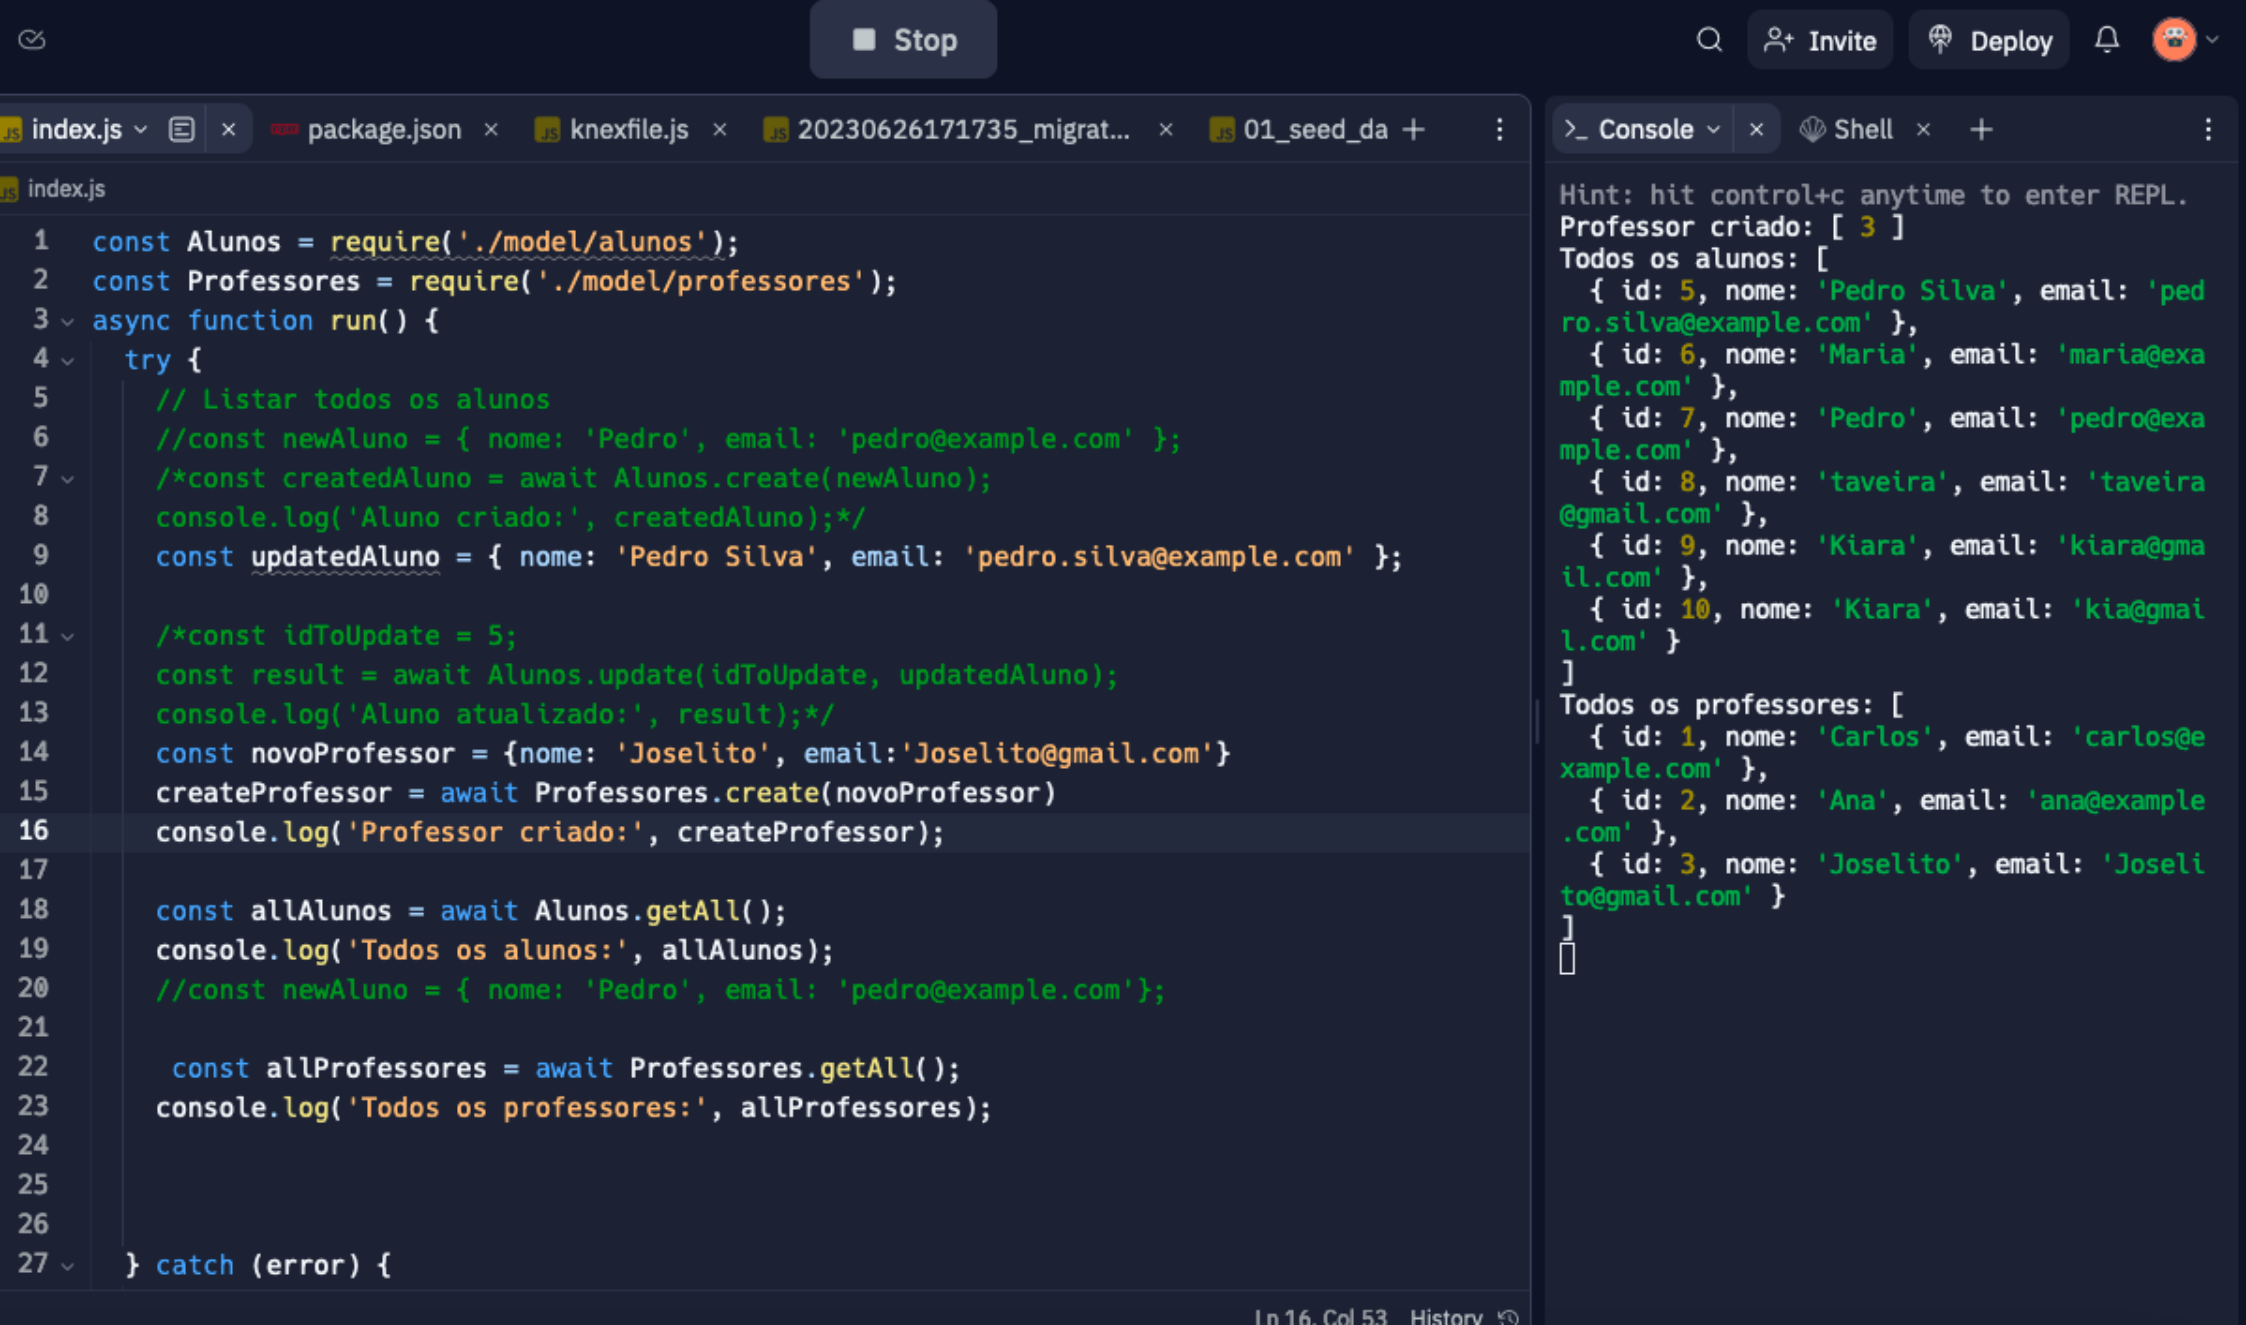 Stop
Invite
Deploy
index.js
package.json
knexfile.js
20230626171735_migrat...
01_seed_da
index.js
1 const Alunos = require('./model/alunos');
2 const Professores = require('./model/professores');
3 async function run() {
4 try {
5 // Listar todos os alunos
6 //const newAluno = { nome: 'Pedro', email: 'pedro@example.com' };
7 /*const createdAluno = await Alunos.create(newAluno);
8 console.log('Aluno criado:', createdAluno);*/
9 const updatedAluno = { nome: 'Pedro Silva', email: 'pedro.silva@example.com' };
10
11 /*const idToUpdate = 5;
12 const result = await Alunos.update(idToUpdate, updatedAluno);
13 console.log('Aluno atualizado:', result);*/
14 const novoProfessor = {nome: 'Joselito', email:'Joselito@gmail.com'}
15 createProfessor = await Professores.create(novoProfessor)
16 console.log('Professor criado:', createProfessor);
17
18 const allAlunos = await Alunos.getAll();
19 console.log('Todos os alunos:', allAlunos);
20 //const newAluno = { nome: 'Pedro', email: 'pedro@example.com'};
21
22 const allProfessores = await Professores.getAll();
23 console.log('Todos os professores:', allProfessores);
24
25
26
27 } catch (error) {
Ln 16, Col 53 History
>_ Console
Shell
Hint: hit control+c anytime to enter REPL.
Professor criado: [ 3 ]
Todos os alunos: [
{ id: 5, nome: 'Pedro Silva', email: 'ped
ro.silva@example.com' },
{ id: 6, nome: 'Maria', email: 'maria@exa
mple.com' },
{ id: 7, nome: 'Pedro', email: 'pedro@exa
mple.com' },
{ id: 8, nome: 'taveira', email: 'taveira
@gmail.com' },
{ id: 9, nome: 'Kiara', email: 'kiara@gma
il.com' },
{ id: 10, nome: 'Kiara', email: 'kia@gmai
l.com' }
]
Todos os professores: [
{ id: 1, nome: 'Carlos', email: 'carlos@e
xample.com' },
{ id: 2, nome: 'Ana', email: 'ana@example
.com' },
{ id: 3, nome: 'Joselito', email: 'Joseli
to@gmail.com' }
]